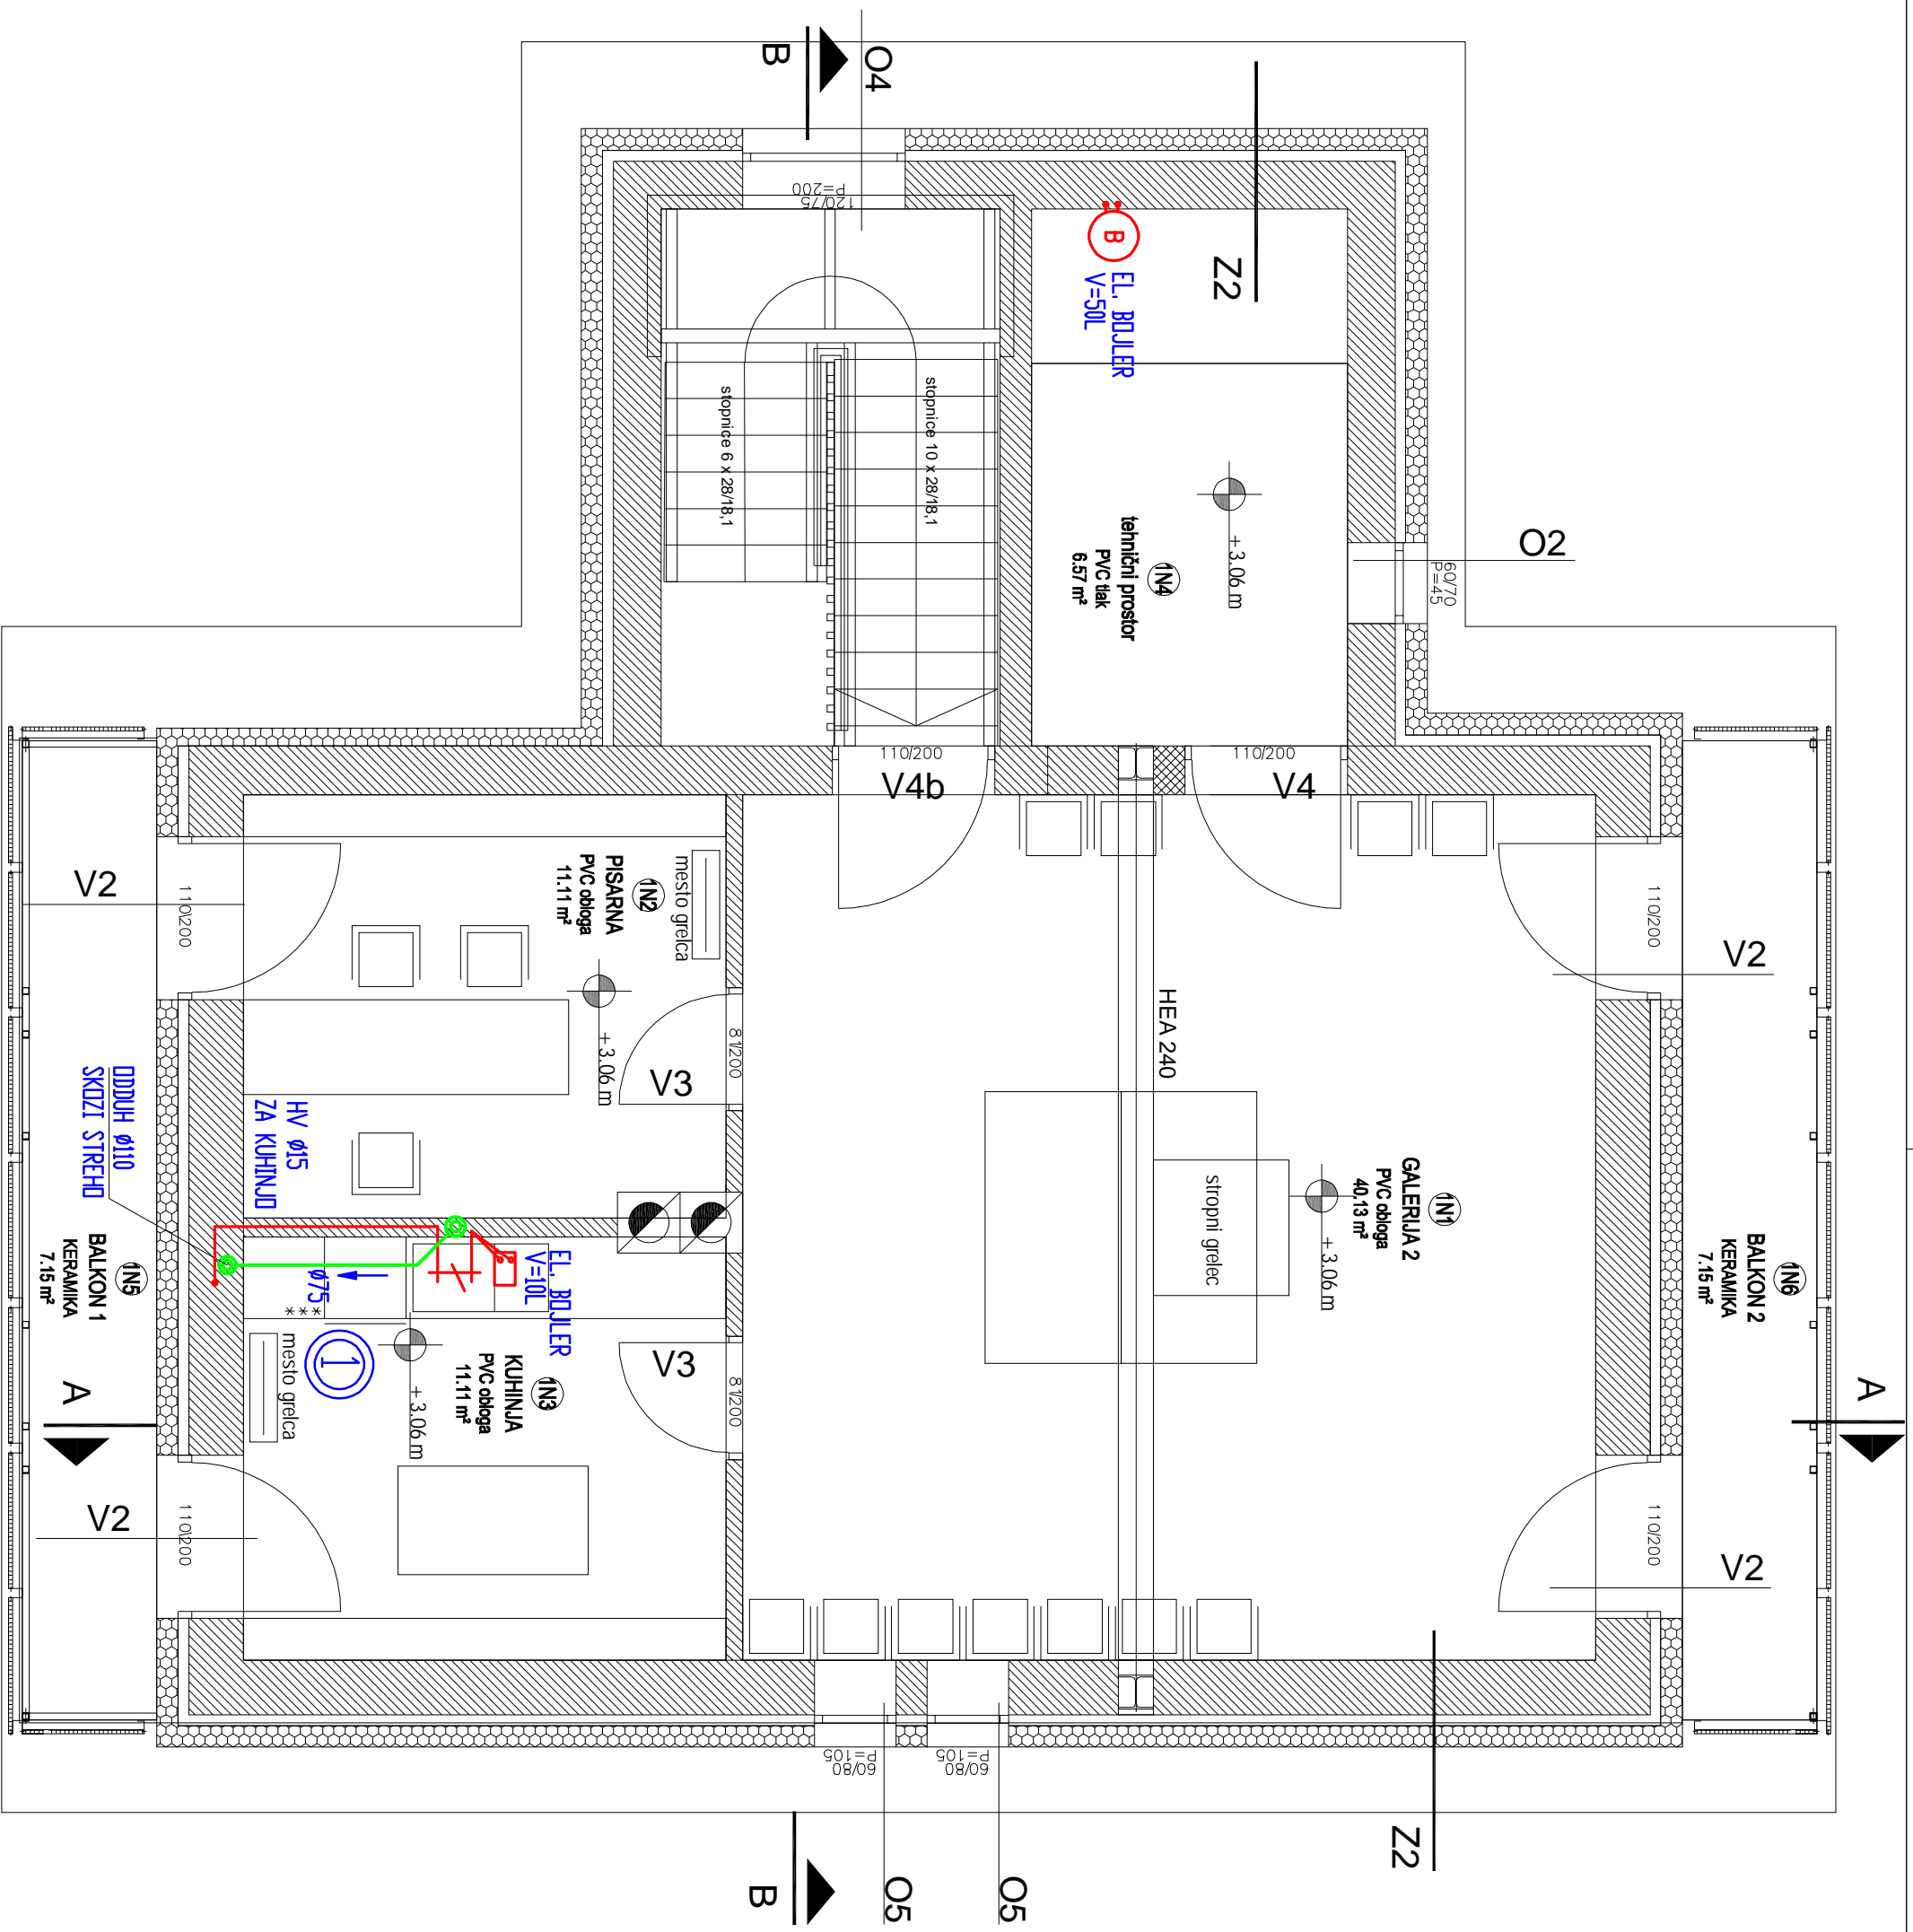 B
O4
Z2
120/75
P=200
B
EL. BOJLER
V=50L
stopnice 10 x 28/18,1
stopnice 6 x 28/18,1
+3.06 m
1N4
tehnični prostor
PVC tlak
6.57 m²
O2
60/70
P=45
110/200
V4b
110/200
V4
V2
110/200
110/200
V2
mesto grelca
1N2
PISARNA
PVC obloga
11.11 m²
+3.06 m
81/200
V3
HEA 240
ODDUH ø110
SKOZI STREHO
HV ø15
ZA KUHINJO
stropni grelec
1N1
GALERIJA 2
PVC obloga
40.13 m²
+3.06 m
1N6
BALKON 2
KERAMIKA
7.15 m²
1N5
BALKON 1
KERAMIKA
7.15 m²
EL. BOJLER
V=10L
ø75
***
1
mesto grelca
1N3
KUHINJA
PVC obloga
11.11 m²
+3.06 m
V3
81/200
A
A
V2
110/200
110/200
V2
60/80
P=105
60/80
P=105
Z2
B
O5
O5